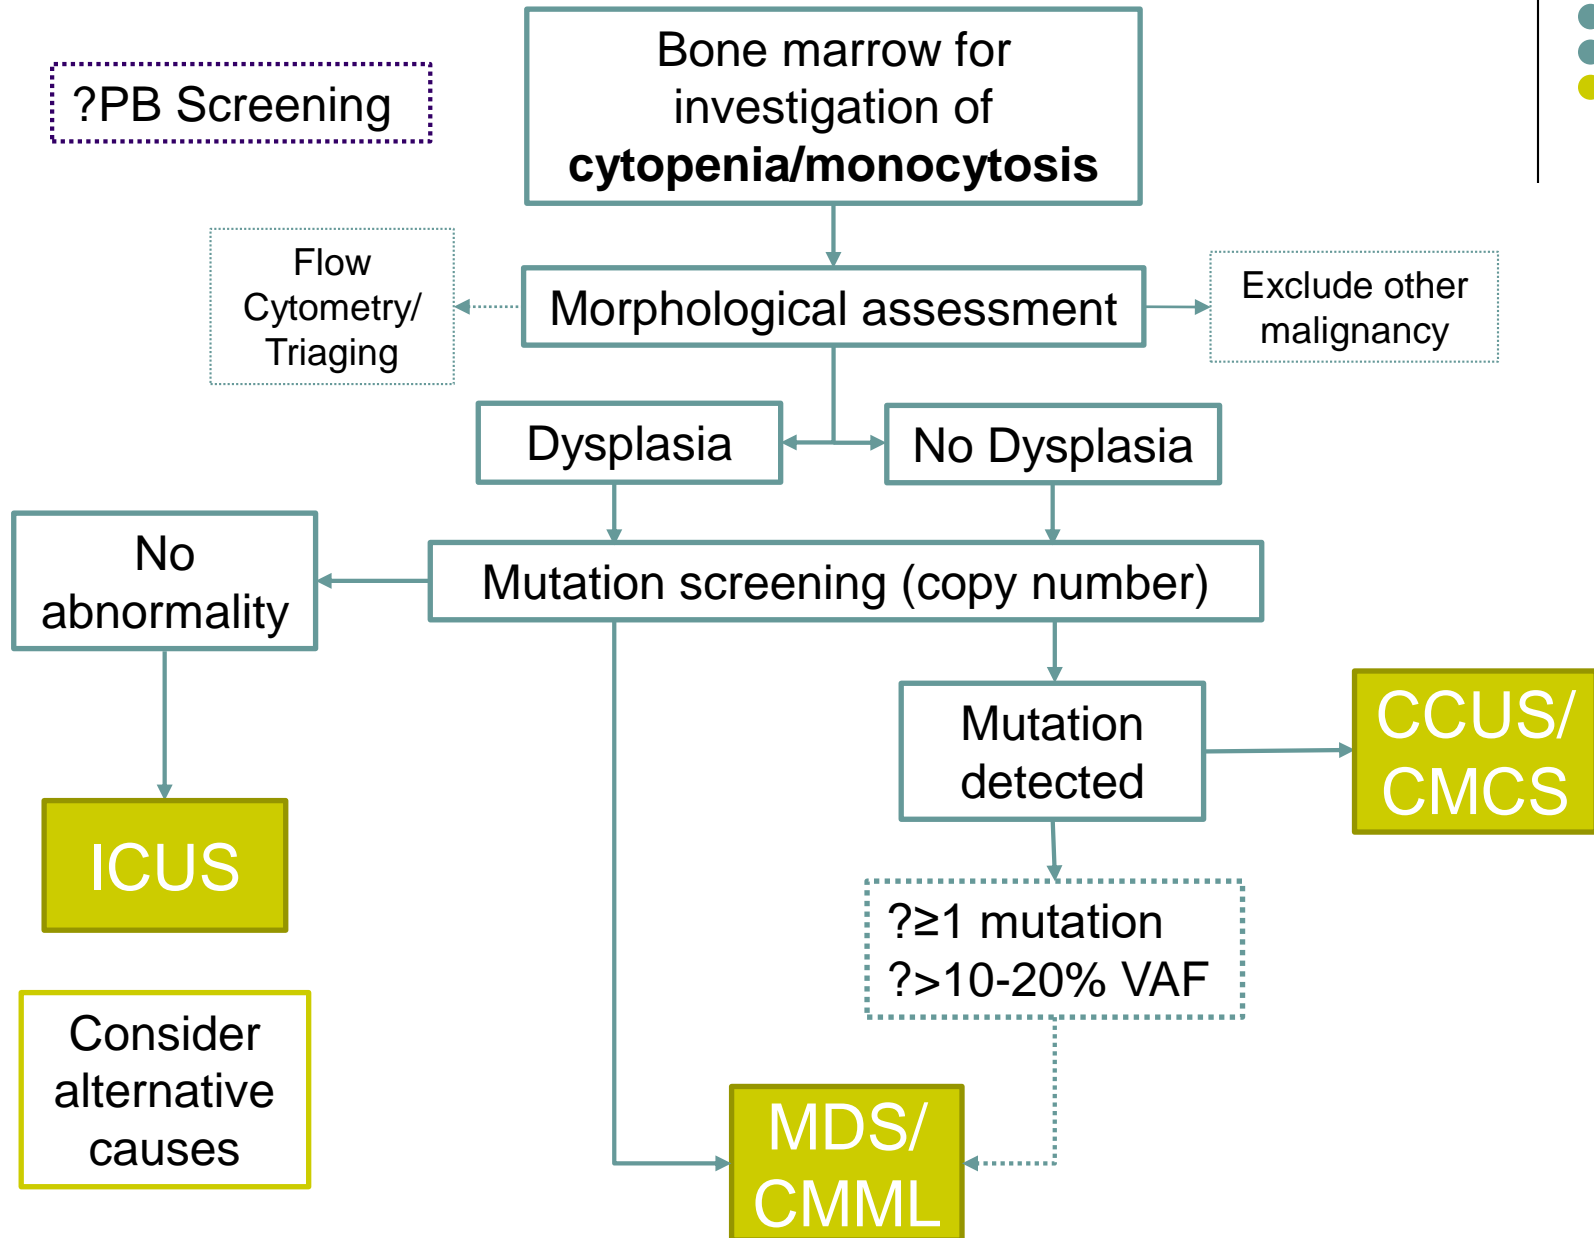 ?PB Screening
Bone marrow for
investigation of
cytopenia/monocytosis
Flow
Cytometry/
Triaging
Morphological assessment
Exclude other
malignancy
Dysplasia
No Dysplasia
No
abnormality
Mutation screening (copy number)
Mutation
detected
CCUS/
CMCS
ICUS
?≥1 mutation
?>10-20% VAF
Consider
alternative
causes
MDS/
CMML